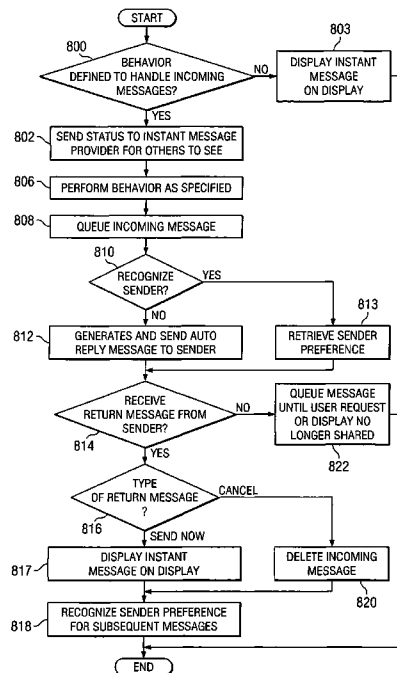 START
800
BEHAVIOR
DEFINED TO HANDLE INCOMING
MESSAGES?
NO
803
DISPLAY INSTANT
MESSAGE
ON DISPLAY
YES
802
SEND STATUS TO INSTANT MESSAGE
PROVIDER FOR OTHERS TO SEE
806
PERFORM BEHAVIOR AS SPECIFIED
808
QUEUE INCOMING MESSAGE
810
RECOGNIZE
SENDER?
YES
NO
813
812
GENERATES AND SEND AUTO
REPLY MESSAGE TO SENDER
RETRIEVE SENDER
PREFERENCE
RECEIVE
RETURN MESSAGE FROM
SENDER?
814
NO
QUEUE MESSAGE
UNTIL USER REQUEST
OR DISPLAY NO
LONGER SHARED
822
YES
TYPE
OF RETURN MESSAGE
?
816
CANCEL
SEND NOW
817
DISPLAY INSTANT
MESSAGE ON DISPLAY
DELETE INCOMING
MESSAGE
820
818
RECOGNIZE SENDER PREFERENCE
FOR SUBSEQUENT MESSAGES
END